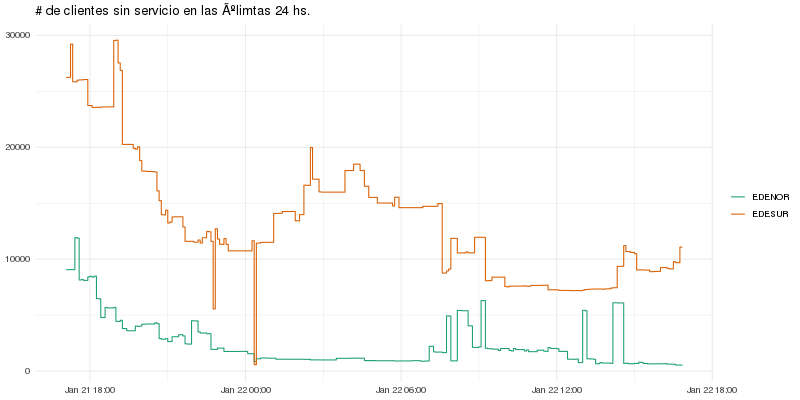 # de clientes sin servicio en las Ãºlimtas 24 hs.
30000
20000
10000
0
Jan 21 18:00
Jan 22 00:00
Jan 22 06:00
Jan 22 12:00
Jan 22 18:00
EDENOR
EDESUR